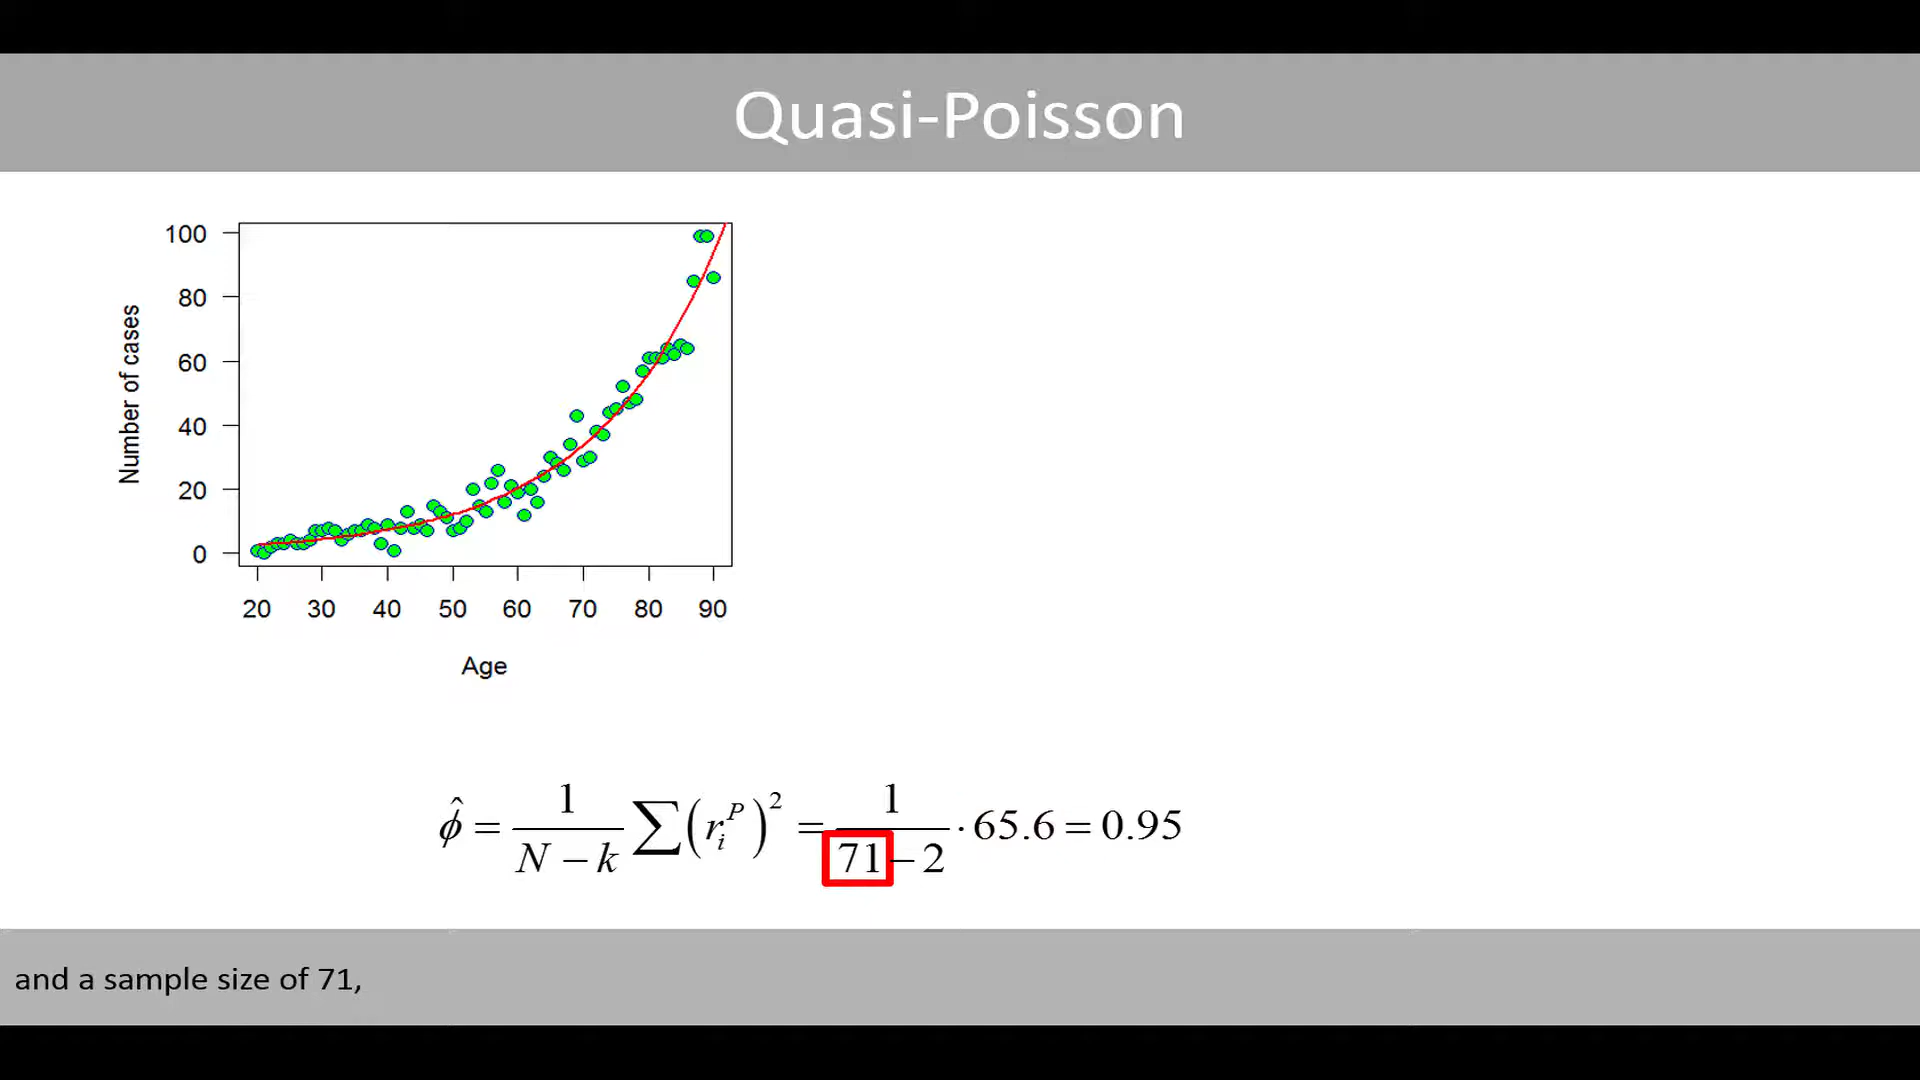 Quasi-Poisson
100
80
60
40
20
0
Number of cases
20 30 40 50 60 70 80 90
Age
φ̂ = 1/(N − k) ∑(rᵢᴾ)² = 1/(71 − 2) · 65.6 = 0.95
and a sample size of 71,